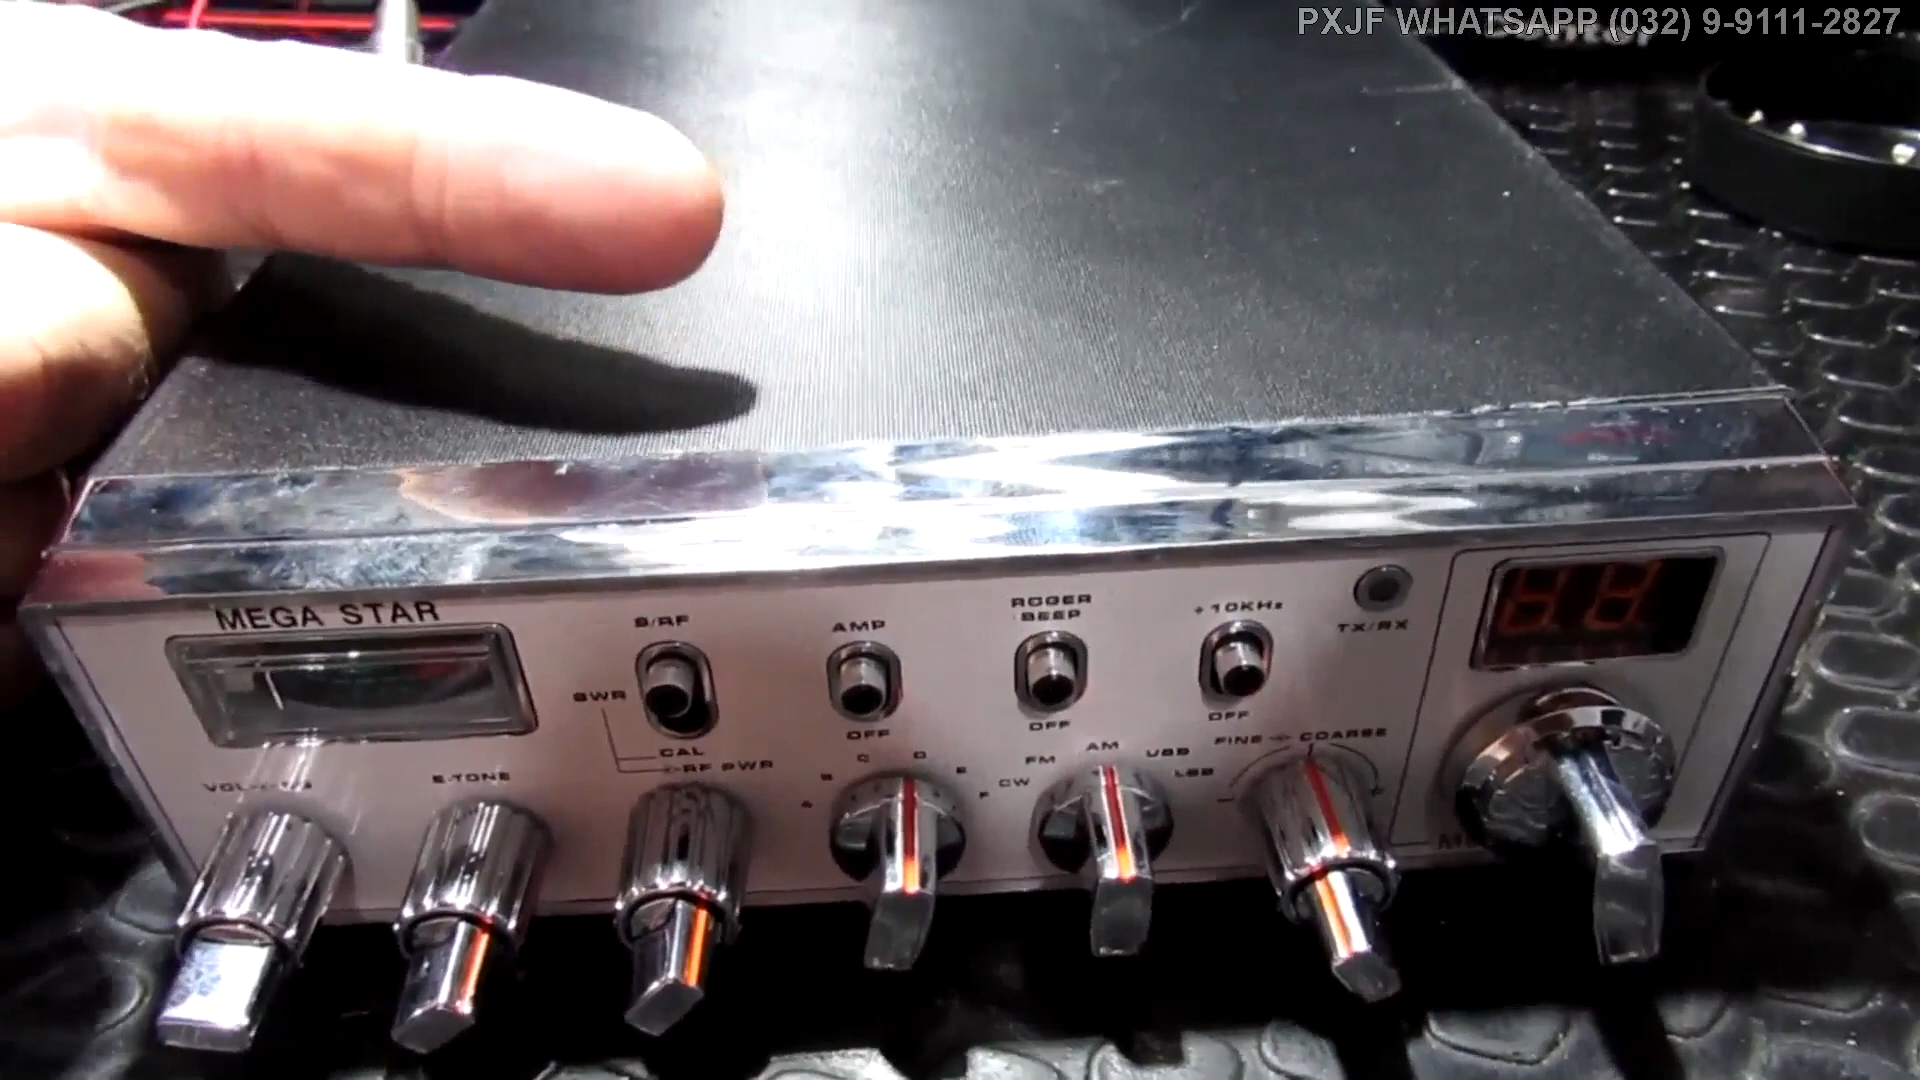 PXJF WHATSAPP (032) 9-9111-2827
MEGA STAR
S/RF
SWR
CAL
RF PWR
AMP
OFF
ROGER
BEEP
OFF
+10KHz
OFF
TX/RX
E-TONE
A B C D E F
CW FM AM USB LSB
FINE COARSE